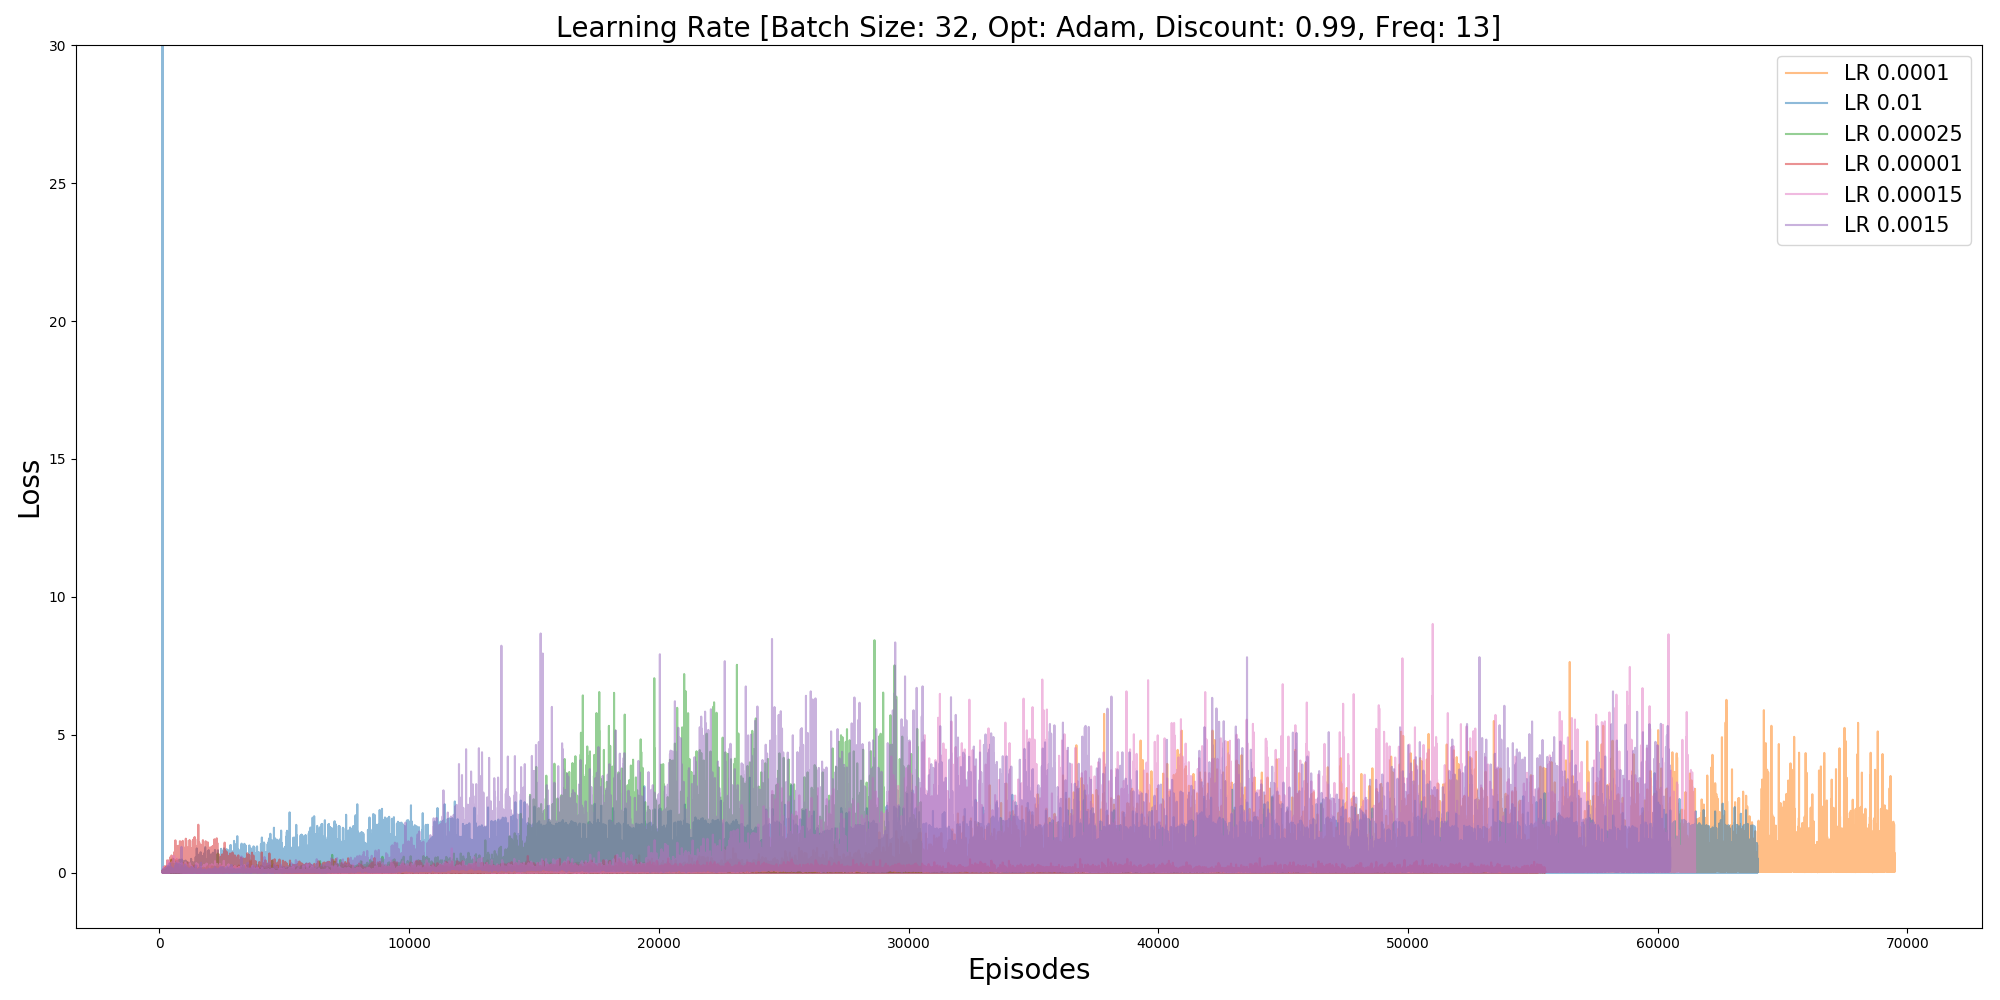 Learning Rate [Batch Size: 32, Opt: Adam, Discount: 0.99, Freq: 13]
30
25
20
15
10
5
0
Loss
LR 0.0001
LR 0.01
LR 0.00025
LR 0.00001
LR 0.00015
LR 0.0015
0 10000 20000 30000 40000 50000 60000 70000
Episodes